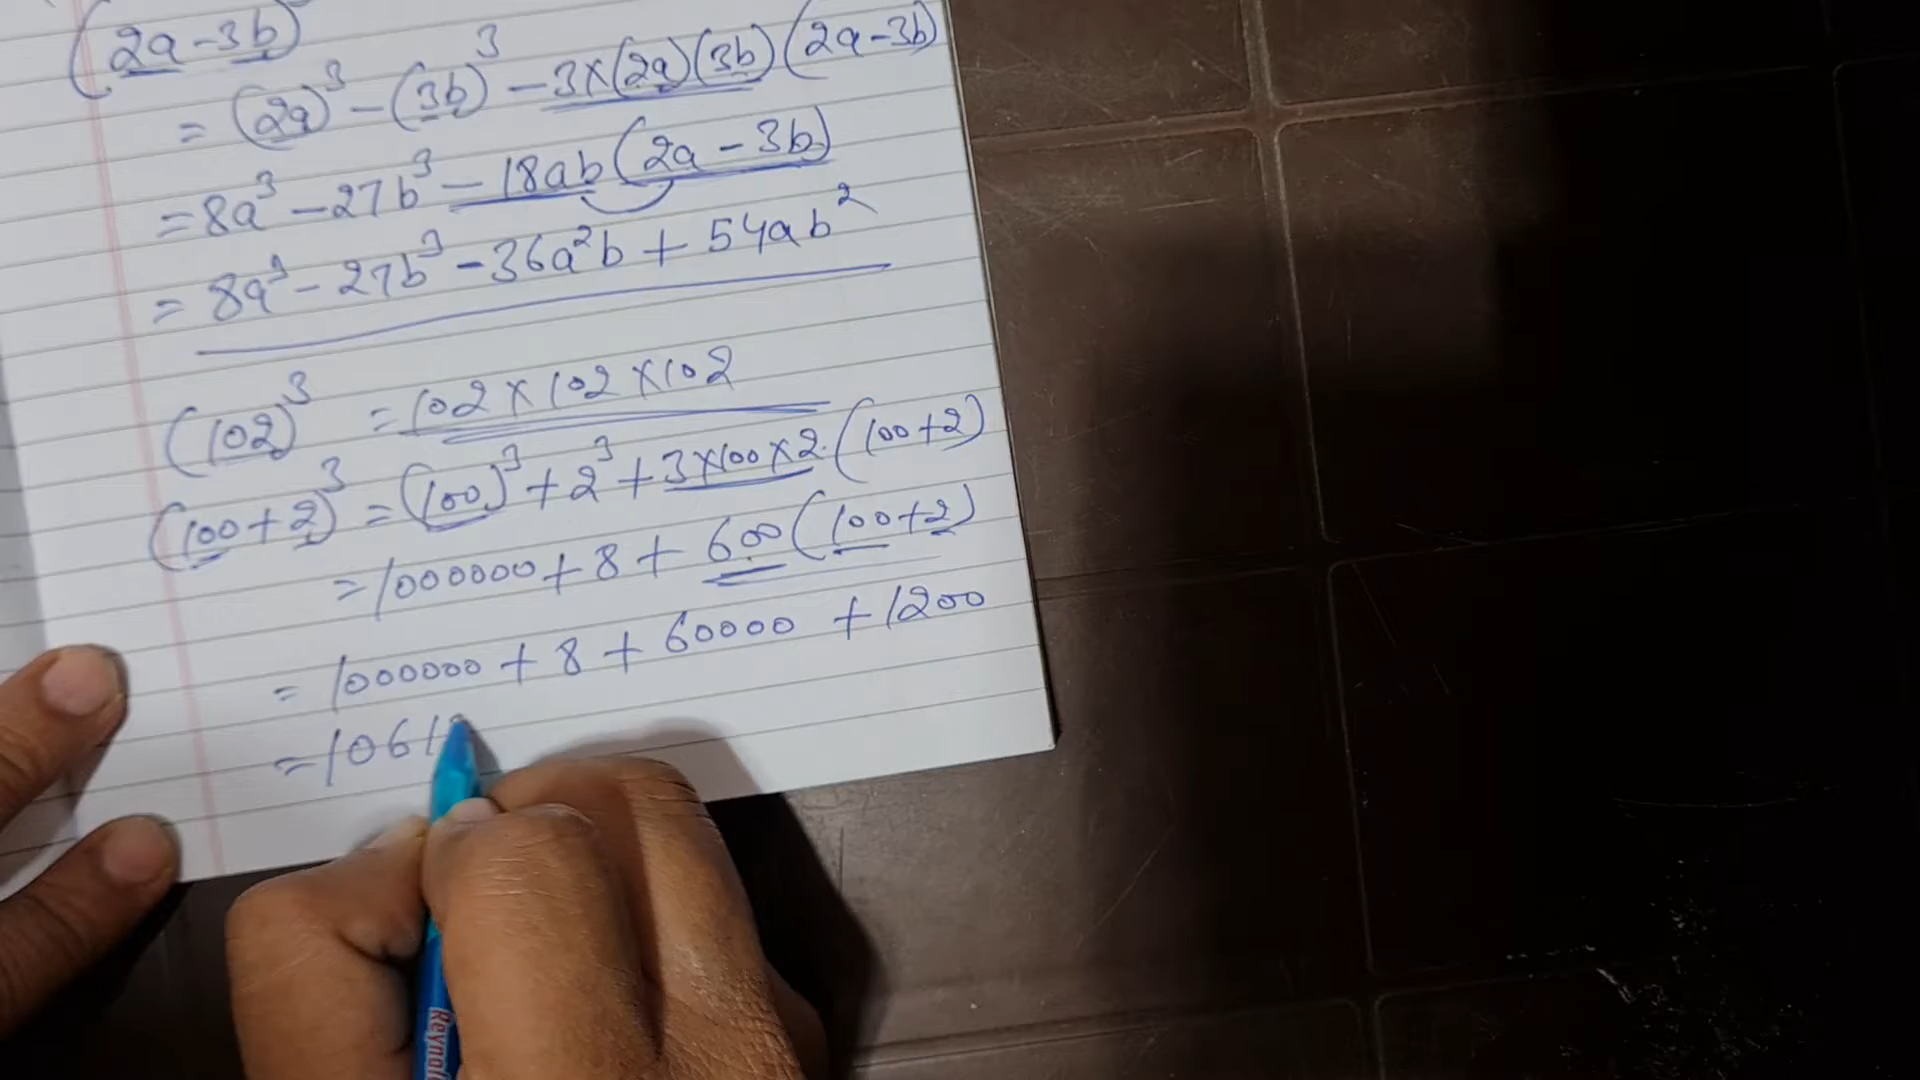 (2a-3b)
= (2a)³ - (3b)³ - 3×(2a)(3b)(2a-3b)
= 8a³ - 27b³ - 18ab(2a - 3b)
= 8a³ - 27b³ - 36a²b + 54ab²
(102)³ = 102 × 102 × 102
(100+2)³ = (100)³ + 2³ + 3×100×2.(100+2)
= 1000000 + 8 + 600(100+2)
= 1000000 + 8 + 60000 + 1200
= 1061